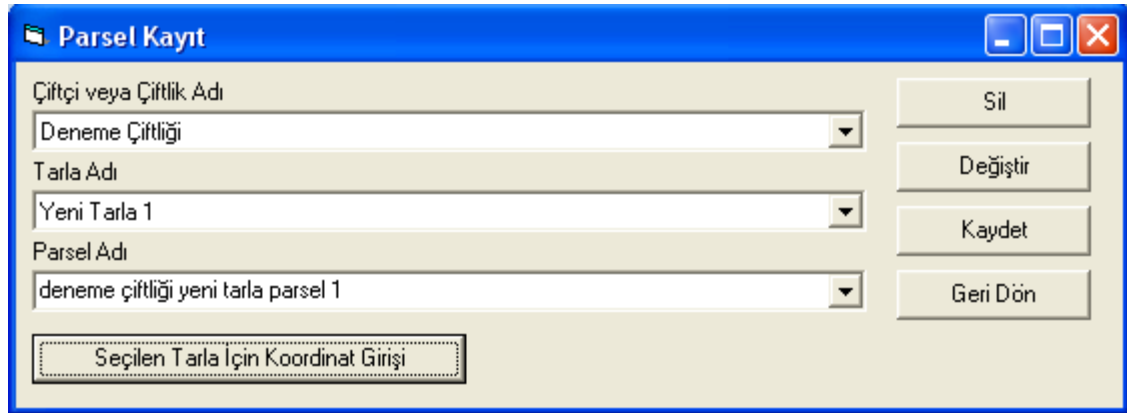 Parsel Kayıt
Çiftçi veya Çiftlik Adı
Deneme Çiftliği
Tarla Adı
Yeni Tarla 1
Parsel Adı
deneme çiftliği yeni tarla parsel 1
Seçilen Tarla İçin Koordinat Girişi
Sil
Değiştir
Kaydet
Geri Dön